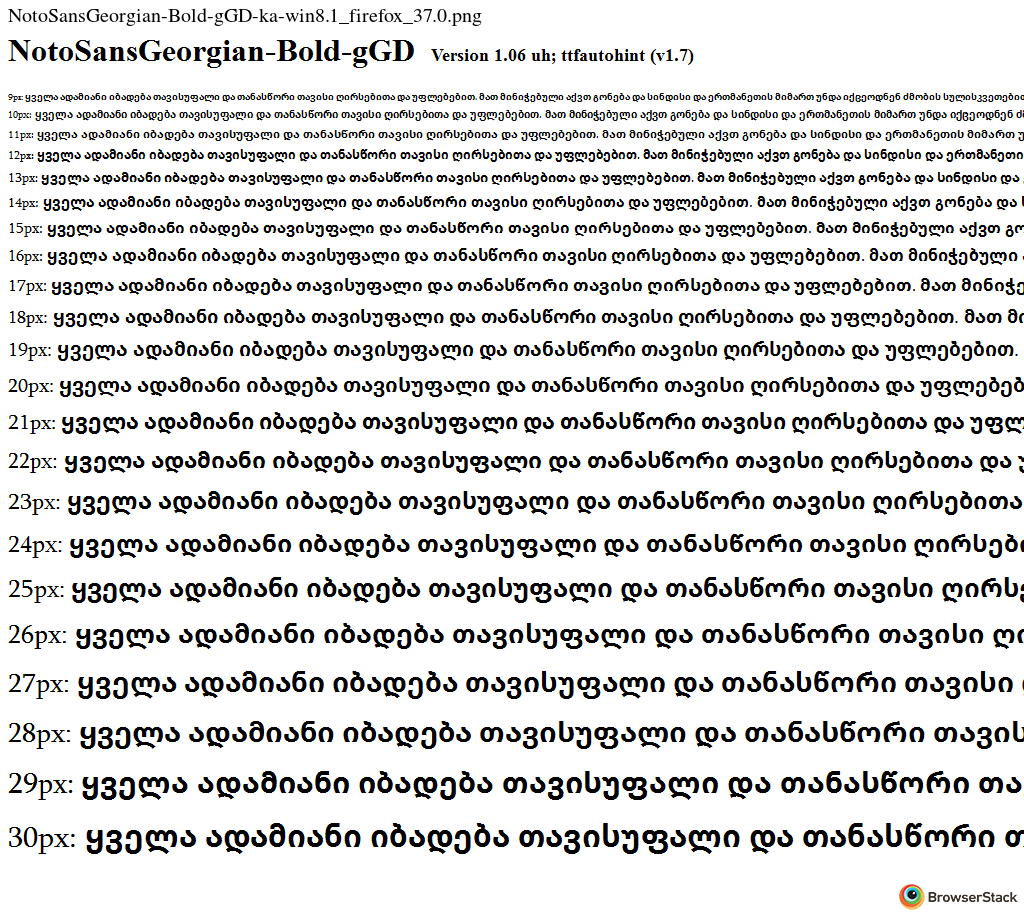 NotoSansGeorgian-Bold-gGD-ka-win8.1_firefox_37.0.png
NotoSansGeorgian-Bold-gGD Version 1.06 uh; ttfautohint (v1.7)
9px: ყველა ადამიანი იბადება თავისუფალი და თანასწორი თავისი ღირსებითა და უფლებებით. მათ მინიჭებული აქვთ გონება და სინდისი და ერთმანეთის მიმართ უნდა იქცეოდნენ ძმობის სულისკვეთებით
10px: ყველა ადამიანი იბადება თავისუფალი და თანასწორი თავისი ღირსებითა და უფლებებით. მათ მინიჭებული აქვთ გონება და სინდისი და ერთმანეთის მიმართ უნდა იქცეოდნენ
11px: ყველა ადამიანი იბადება თავისუფალი და თანასწორი თავისი ღირსებითა და უფლებებით. მათ მინიჭებული აქვთ გონება და სინდისი და ერთმანეთის მიმართ
12px: ყველა ადამიანი იბადება თავისუფალი და თანასწორი თავისი ღირსებითა და უფლებებით. მათ მინიჭებული აქვთ გონება და სინდისი და ერთმანეთი
13px: ყველა ადამიანი იბადება თავისუფალი და თანასწორი თავისი ღირსებითა და უფლებებით. მათ მინიჭებული აქვთ გონება და სინდისი და
14px: ყველა ადამიანი იბადება თავისუფალი და თანასწორი თავისი ღირსებითა და უფლებებით. მათ მინიჭებული აქვთ გონება და
15px: ყველა ადამიანი იბადება თავისუფალი და თანასწორი თავისი ღირსებითა და უფლებებით. მათ მინიჭებული აქვთ გო
16px: ყველა ადამიანი იბადება თავისუფალი და თანასწორი თავისი ღირსებითა და უფლებებით. მათ მინიჭებული
17px: ყველა ადამიანი იბადება თავისუფალი და თანასწორი თავისი ღირსებითა და უფლებებით. მათ მინიჭე
18px: ყველა ადამიანი იბადება თავისუფალი და თანასწორი თავისი ღირსებითა და უფლებებით. მათ მი
19px: ყველა ადამიანი იბადება თავისუფალი და თანასწორი თავისი ღირსებითა და უფლებებით.
20px: ყველა ადამიანი იბადება თავისუფალი და თანასწორი თავისი ღირსებითა და უფლებებ
21px: ყველა ადამიანი იბადება თავისუფალი და თანასწორი თავისი ღირსებითა და უფლ
22px: ყველა ადამიანი იბადება თავისუფალი და თანასწორი თავისი ღირსებითა და
23px: ყველა ადამიანი იბადება თავისუფალი და თანასწორი თავისი ღირსებითა
24px: ყველა ადამიანი იბადება თავისუფალი და თანასწორი თავისი ღირსები
25px: ყველა ადამიანი იბადება თავისუფალი და თანასწორი თავისი ღირსე
26px: ყველა ადამიანი იბადება თავისუფალი და თანასწორი თავისი ღი
27px: ყველა ადამიანი იბადება თავისუფალი და თანასწორი თავისი
28px: ყველა ადამიანი იბადება თავისუფალი და თანასწორი თავის
29px: ყველა ადამიანი იბადება თავისუფალი და თანასწორი თა
30px: ყველა ადამიანი იბადება თავისუფალი და თანასწორი
BrowserStack